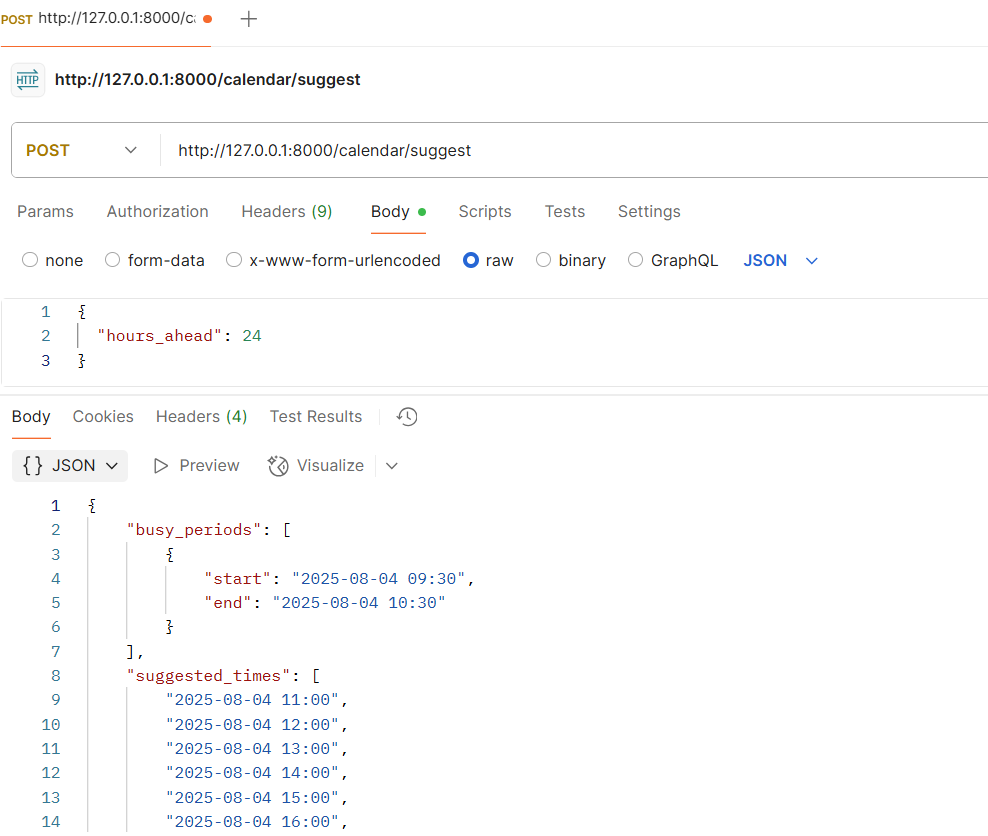 POST http://127.0.0.1:8000/c
HTTP http://127.0.0.1:8000/calendar/suggest
POST http://127.0.0.1:8000/calendar/suggest
Params Authorization Headers (9) Body Scripts Tests Settings
none form-data x-www-form-urlencoded raw binary GraphQL JSON
1 {
2 "hours_ahead": 24
3 }
Body Cookies Headers (4) Test Results
{} JSON Preview Visualize
1 {
2 "busy_periods": [
3 {
4 "start": "2025-08-04 09:30",
5 "end": "2025-08-04 10:30"
6 }
7 ],
8 "suggested_times": [
9 "2025-08-04 11:00",
10 "2025-08-04 12:00",
11 "2025-08-04 13:00",
12 "2025-08-04 14:00",
13 "2025-08-04 15:00",
14 "2025-08-04 16:00",